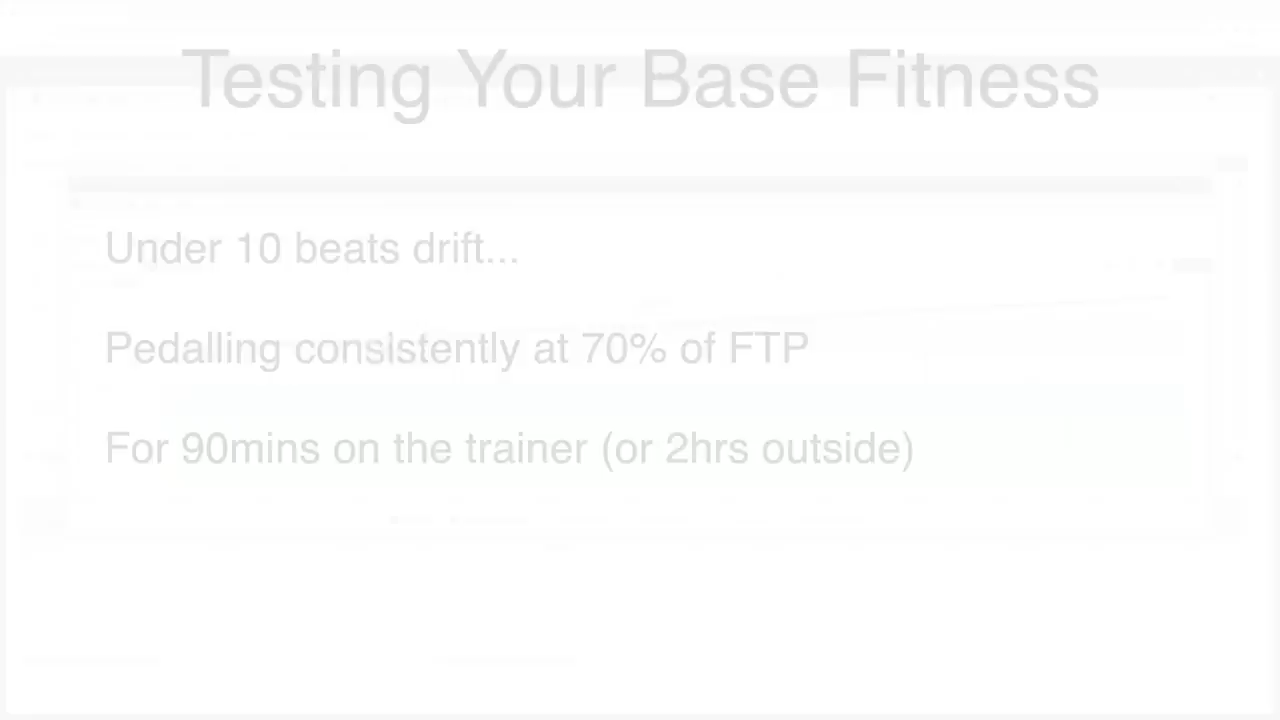 Testing Your Base Fitness
Under 10 beats drift...
Pedalling consistently at 70% of FTP
For 90mins on the trainer (or 2hrs outside)